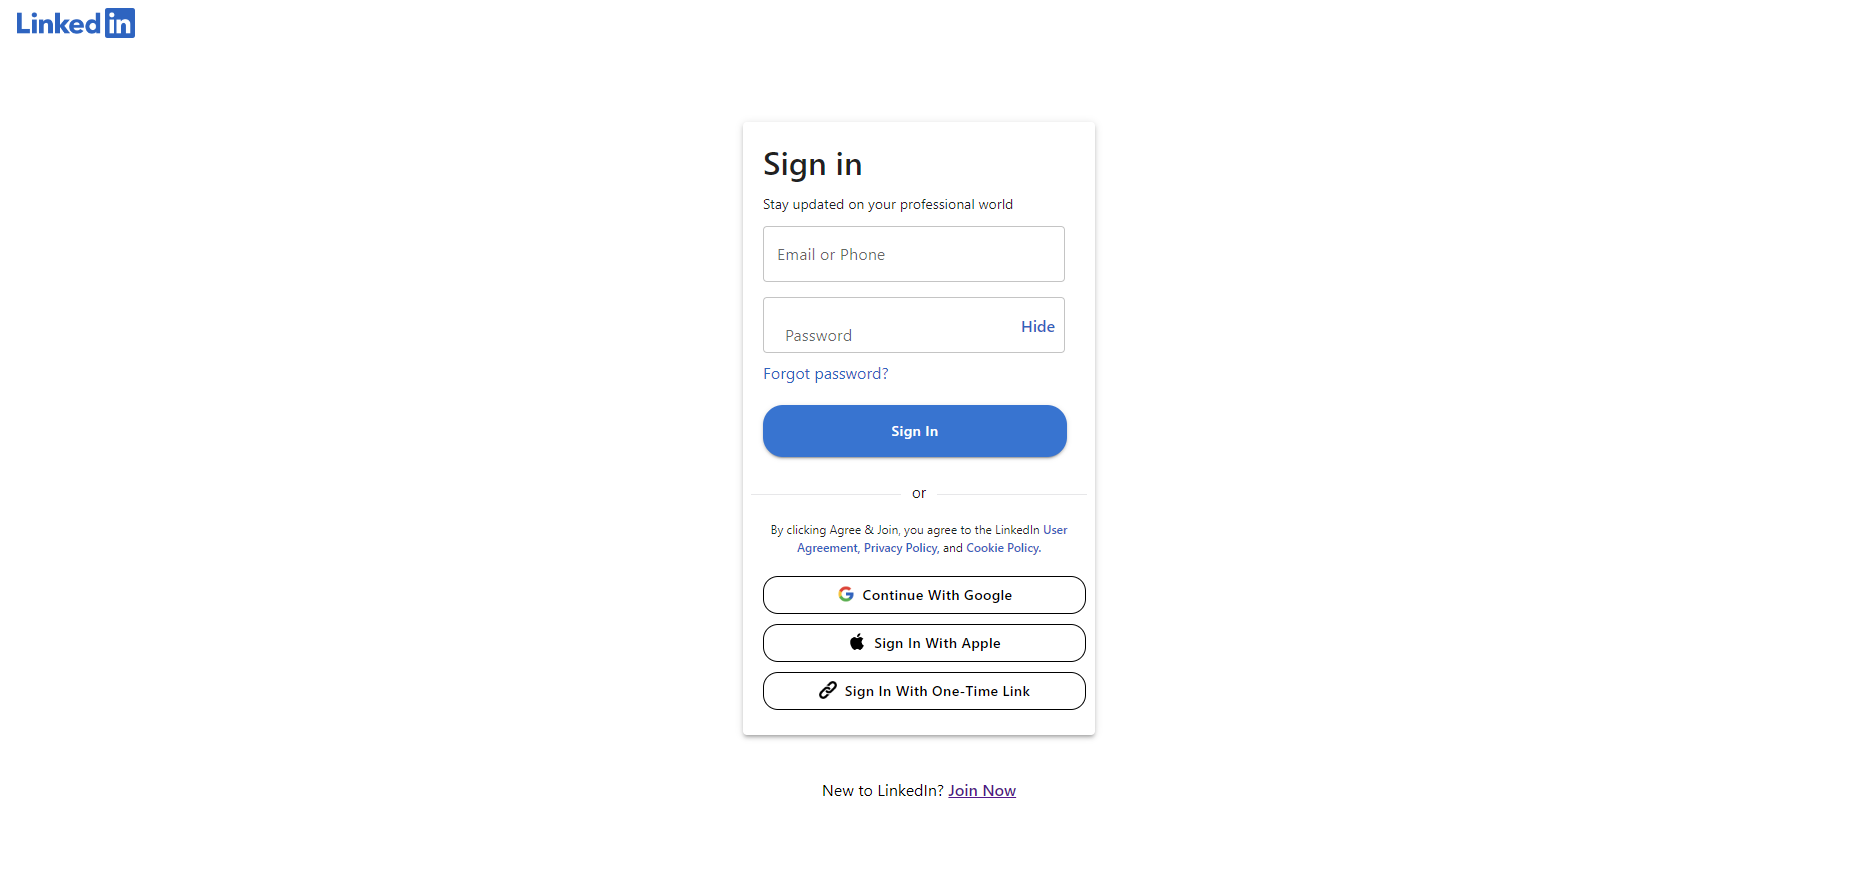 Linked in
Sign in
Stay updated on your professional world
Email or Phone
Password
Hide
Forgot password?
Sign In
or
By clicking Agree & Join, you agree to the LinkedIn User
Agreement, Privacy Policy, and Cookie Policy.
Continue With Google
Sign In With Apple
Sign In With One-Time Link
New to LinkedIn? Join Now